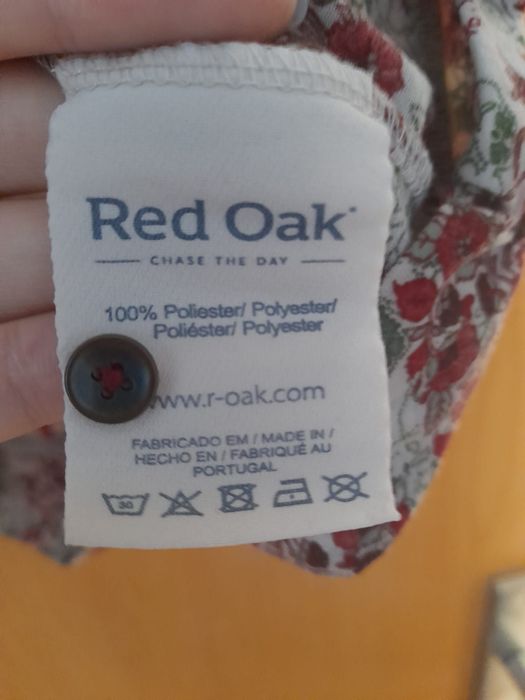 Red Oak
CHASE THE DAY
100% Poliester/ Polyester/
Poliéster/ Polyester
www.r-oak.com
FABRICADO EM / MADE IN /
HECHO EN / FABRIQUÉ AU
PORTUGAL
30